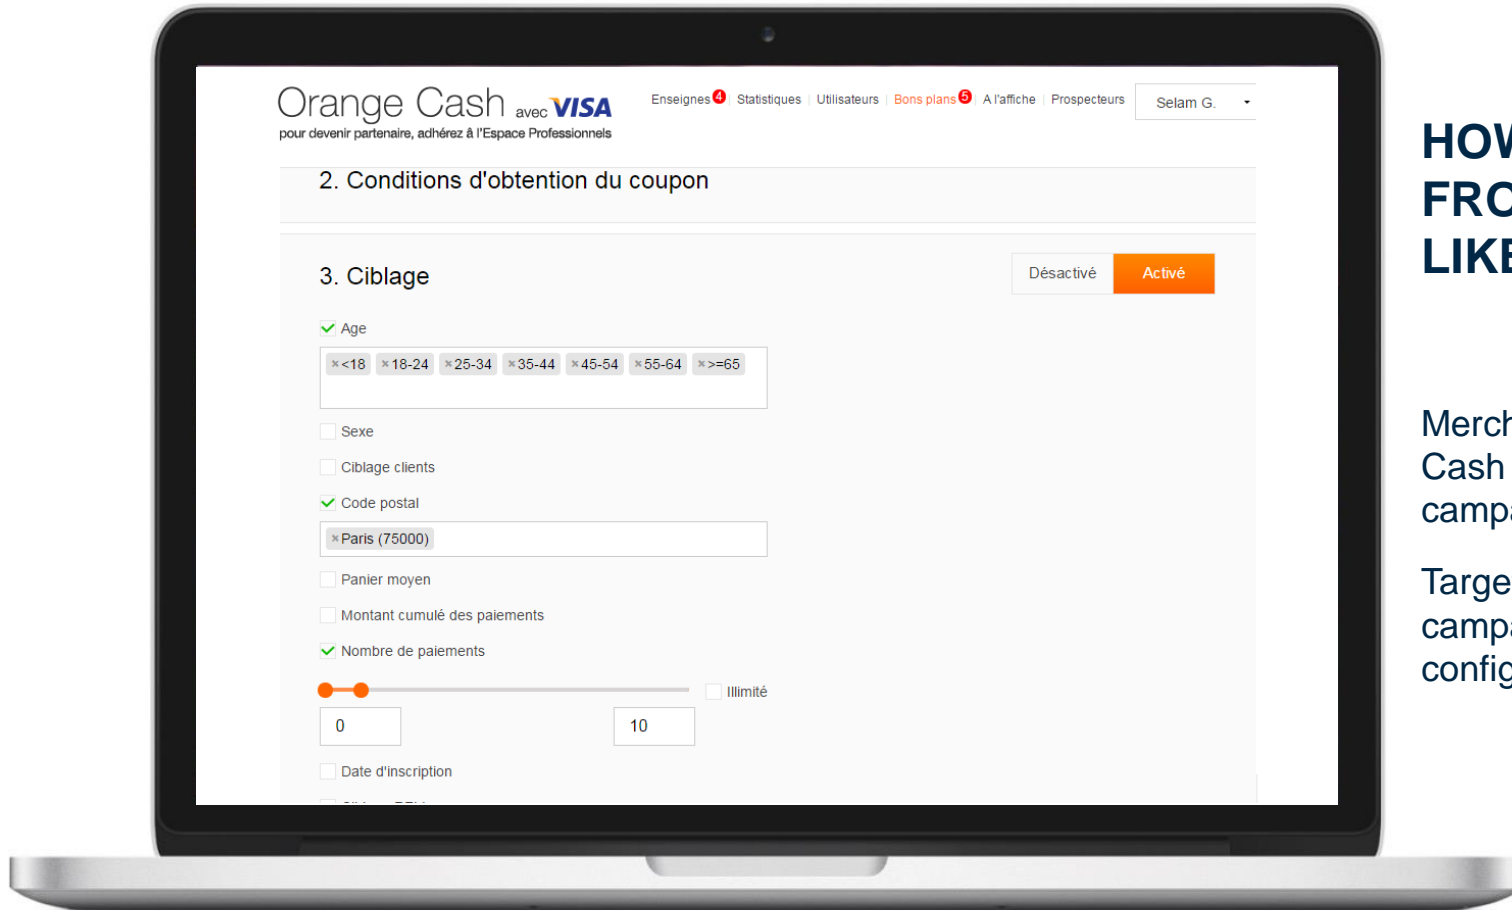 Orange Cash avec VISA
pour devenir partenaire, adhérez à l'Espace Professionnels
Enseignes 4 | Statistiques | Utilisateurs | Bons plans 5 | A l'affiche | Prospecteurs
Selam G.
2. Conditions d'obtention du coupon
3. Ciblage
Désactivé Activé
Age
×<18 ×18-24 ×25-34 ×35-44 ×45-54 ×55-64 ×>=65
Sexe
Ciblage clients
Code postal
×Paris (75000)
Panier moyen
Montant cumulé des paiements
Nombre de paiements
Illimité
0 10
Date d'inscription
HOW
FRO
LIKE
Merch
Cash
campa
Targe
campa
config